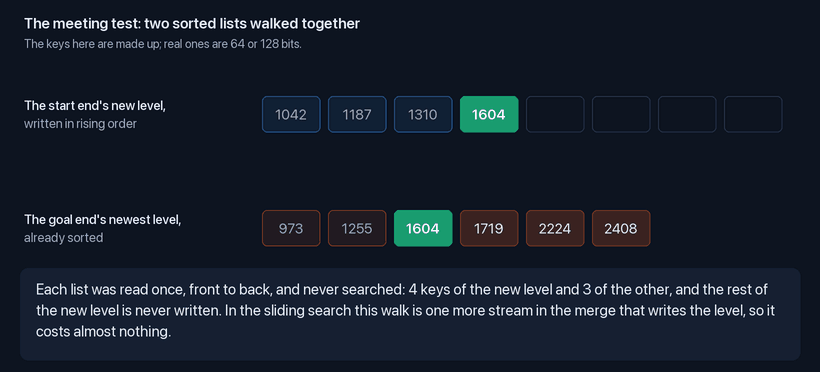 The meeting test: two sorted lists walked together
The keys here are made up; real ones are 64 or 128 bits.
The start end's new level,
written in rising order
1042 1187 1310 1604
The goal end's newest level,
already sorted
973 1255 1604 1719 2224 2408
Each list was read once, front to back, and never searched: 4 keys of the new level and 3 of the other, and the rest of
the new level is never written. In the sliding search this walk is one more stream in the merge that writes the level, so it
costs almost nothing.